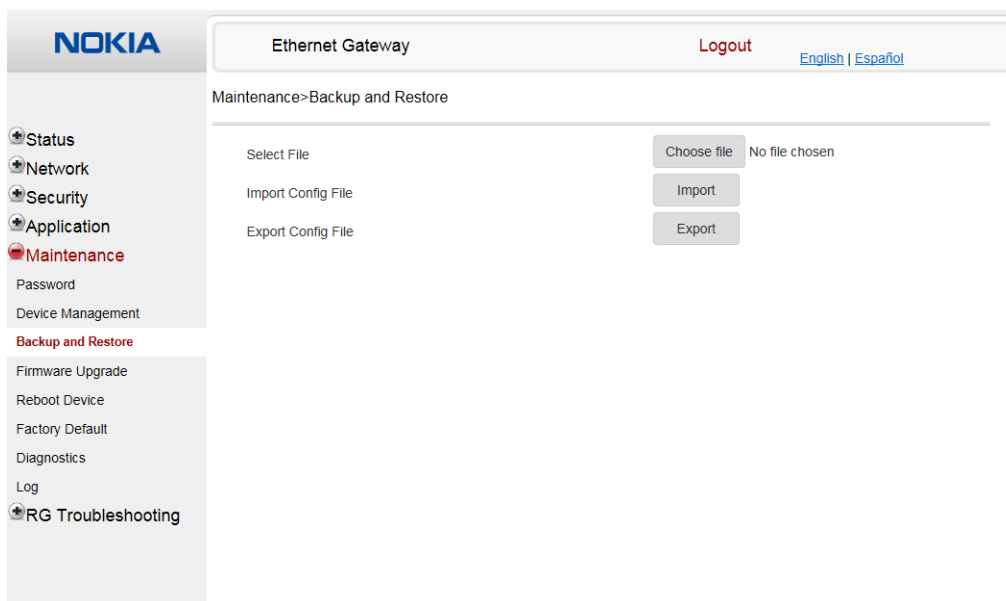 NOKIA
Ethernet Gateway
Logout
English | Español
Maintenance>Backup and Restore
Status
Network
Security
Application
Maintenance
Password
Device Management
Backup and Restore
Firmware Upgrade
Reboot Device
Factory Default
Diagnostics
Log
RG Troubleshooting
Select File Choose file No file chosen
Import Config File Import
Export Config File Export